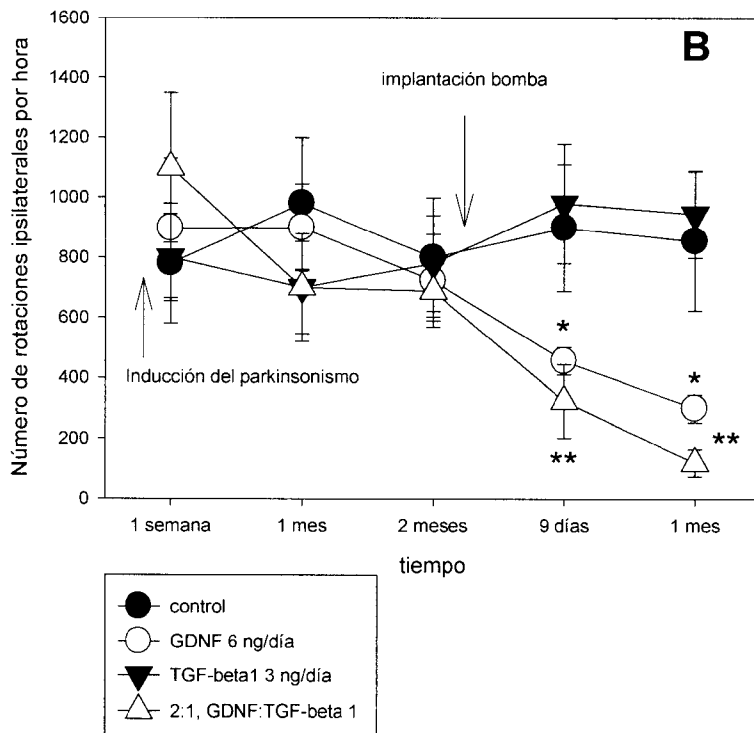 1600
B
1400
implantación bomba
1200
1000
800
600
*
Inducción del parkinsonismo
*
400
**
200
**
0
Número de rotaciones ipsilaterales por hora
1 semana 1 mes 2 meses 9 días 1 mes
tiempo
control
GDNF 6 ng/día
TGF-beta1 3 ng/día
2:1, GDNF:TGF-beta 1